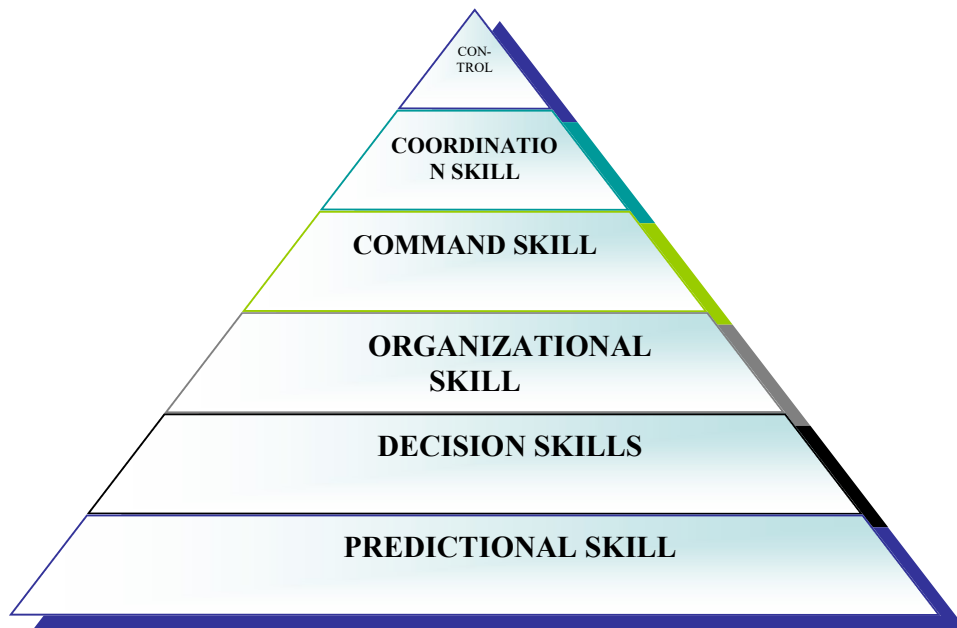 CON-
TROL
COORDINATIO
N SKILL
COMMAND SKILL
ORGANIZATIONAL
SKILL
DECISION SKILLS
PREDICTIONAL SKILL